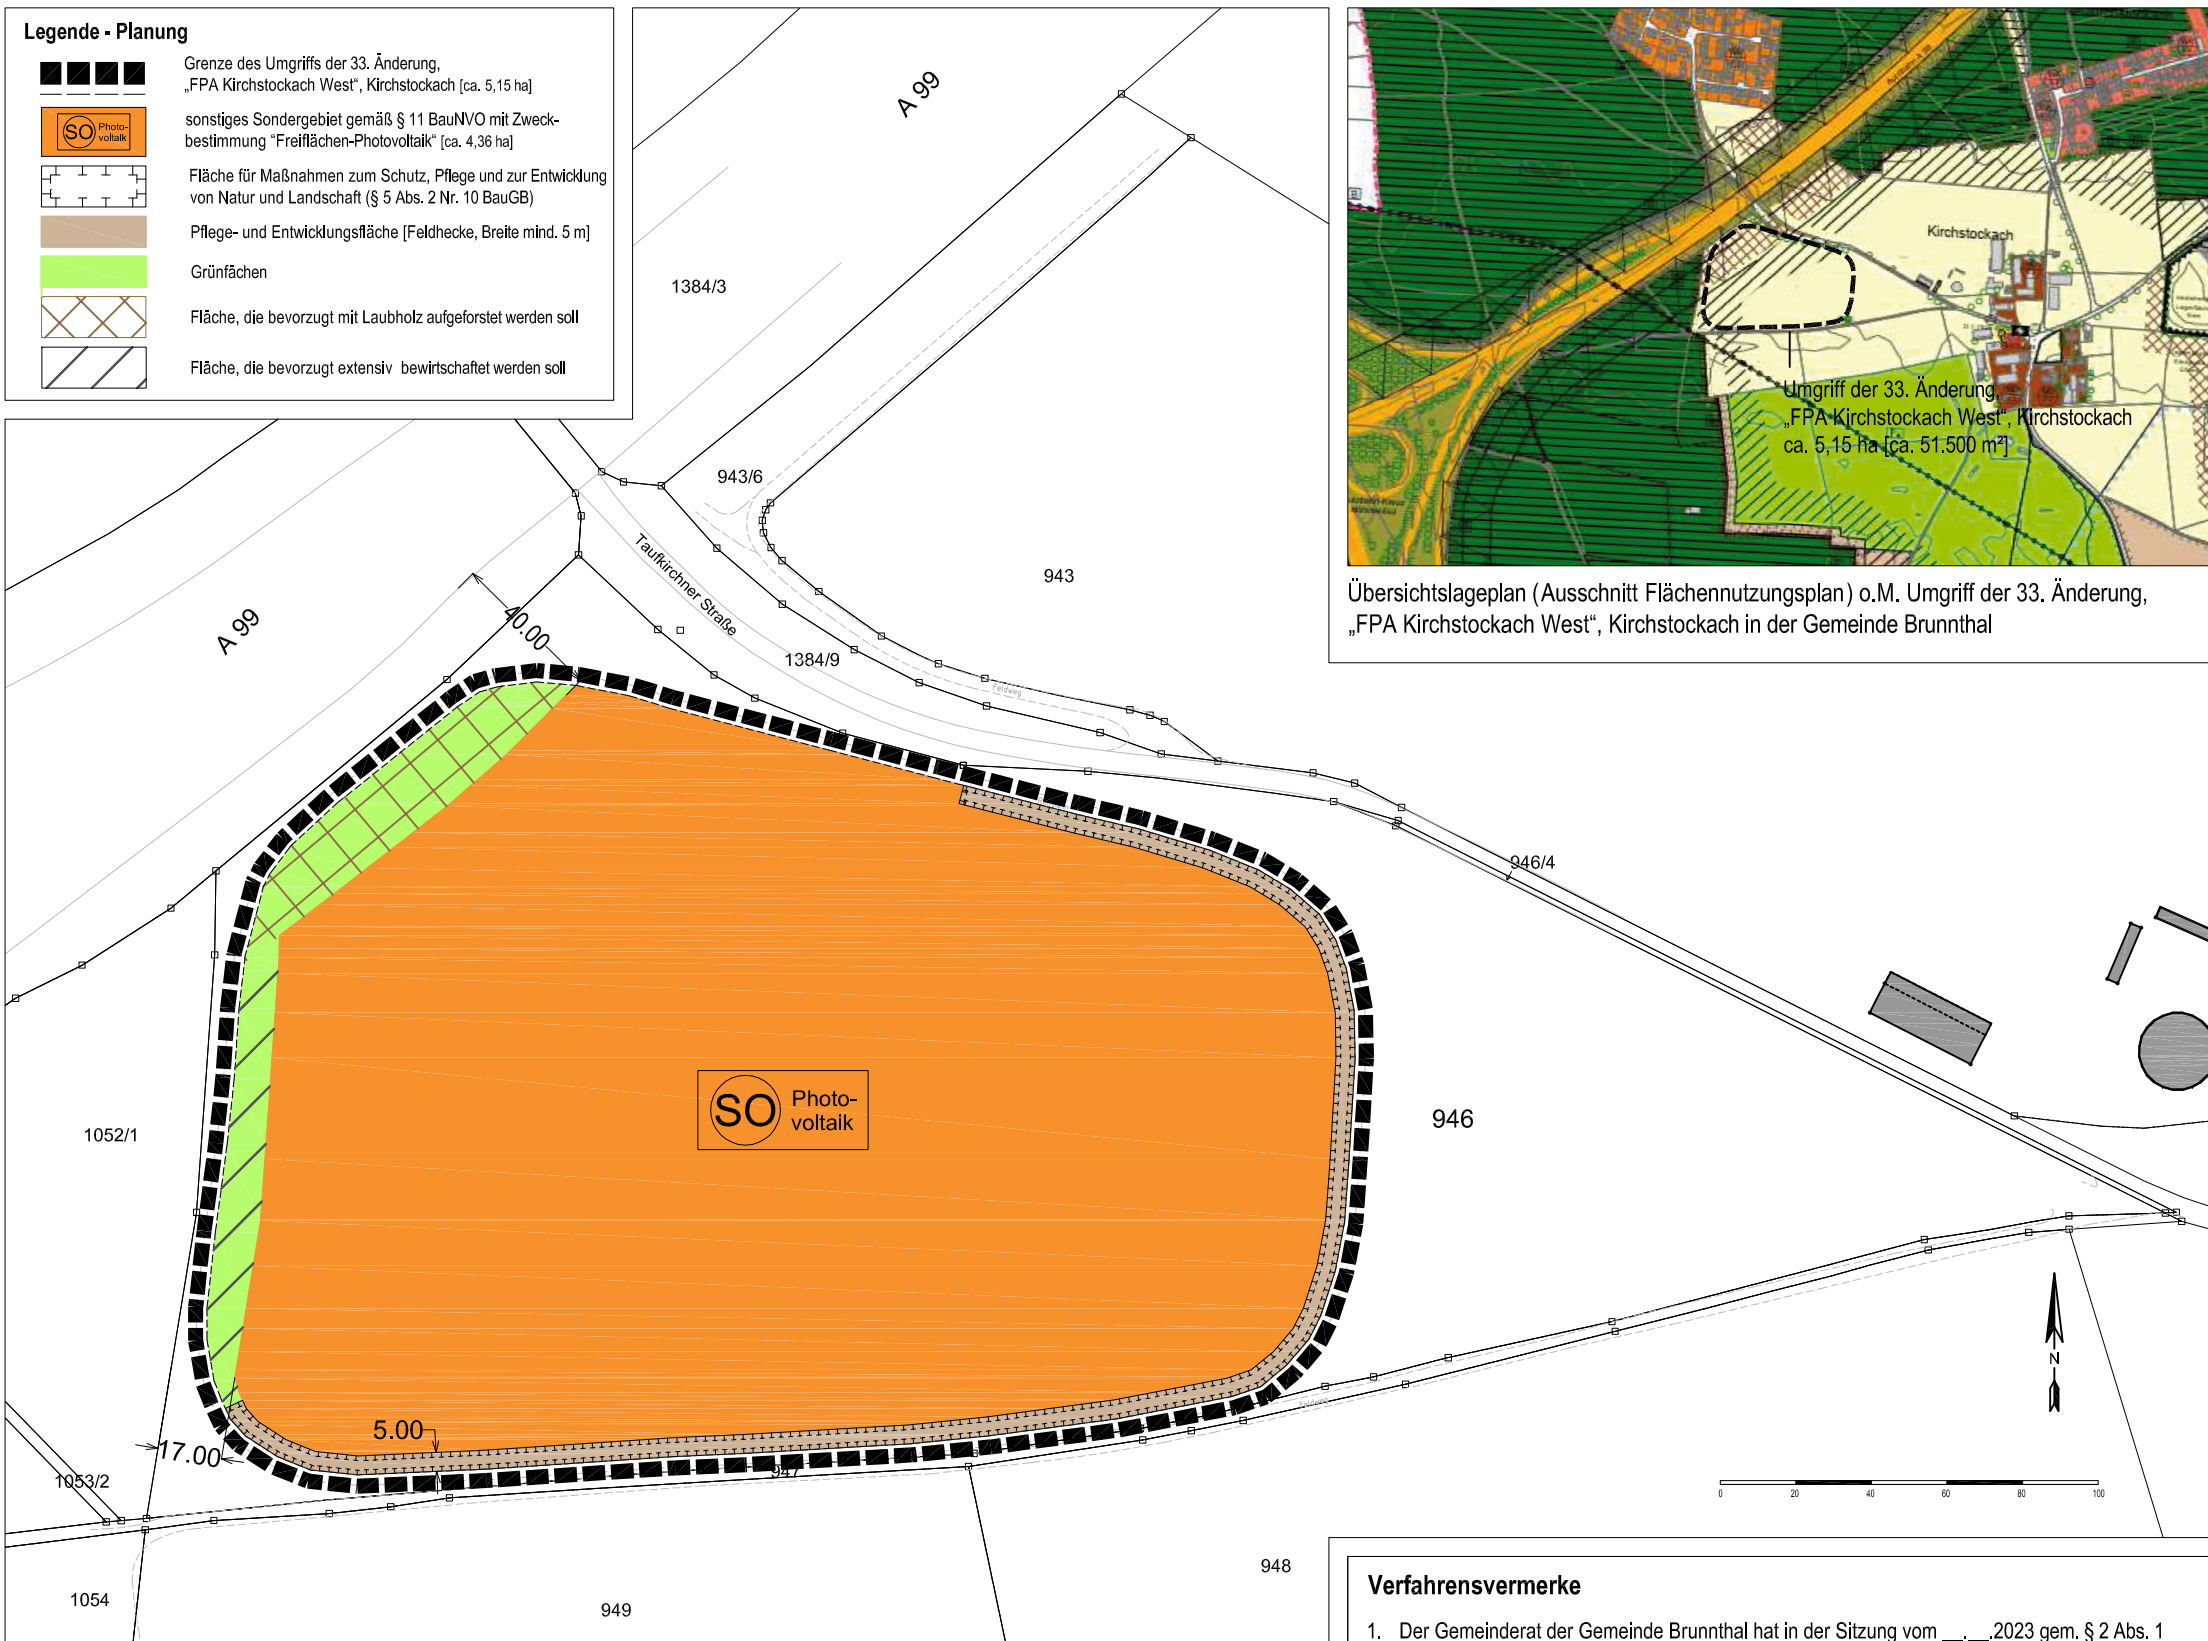 Legende - Planung
Grenze des Umgriffs der 33. Änderung,
„FPA Kirchstockach West“, Kirchstockach [ca. 5,15 ha]
SO Photo-
voltaik
sonstiges Sondergebiet gemäß § 11 BauNVO mit Zweck-
bestimmung “Freiflächen-Photovoltaik“ [ca. 4,36 ha]
Fläche für Maßnahmen zum Schutz, Pflege und zur Entwicklung
von Natur und Landschaft (§ 5 Abs. 2 Nr. 10 BauGB)
Pflege- und Entwicklungsfläche [Feldhecke, Breite mind. 5 m]
Grünfächen
Fläche, die bevorzugt mit Laubholz aufgeforstet werden soll
Fläche, die bevorzugt extensiv bewirtschaftet werden soll
A 99
1384/3
943/6
943
Taufkirchner Straße
1384/9
Feldweg
A 99
40.00
946/4
SO Photo-
voltaik
946
1052/1
5.00
17.00
1053/2
947
Feldweg
1054
949
948
N
0 20 40 60 80 100
Kirchstockach
Umgriff der 33. Änderung,
„FPA Kirchstockach West“, Kirchstockach
ca. 5,15 ha [ca. 51.500 m²]
Übersichtslageplan (Ausschnitt Flächennutzungsplan) o.M. Umgriff der 33. Änderung,
„FPA Kirchstockach West“, Kirchstockach in der Gemeinde Brunnthal
Verfahrensvermerke
1. Der Gemeinderat der Gemeinde Brunnthal hat in der Sitzung vom __.__.2023 gem. § 2 Abs. 1